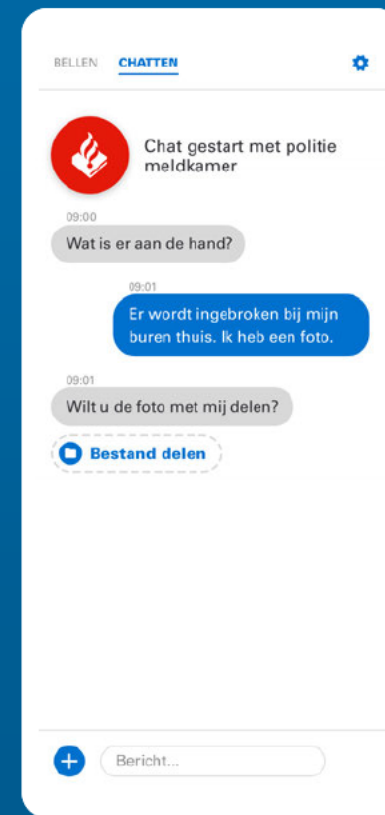 BELLEN CHATTEN
Chat gestart met politie
meldkamer
09:00
Wat is er aan de hand?
09:01
Er wordt ingebroken bij mijn
buren thuis. Ik heb een foto.
09:01
Wilt u de foto met mij delen?
Bestand delen
Bericht...